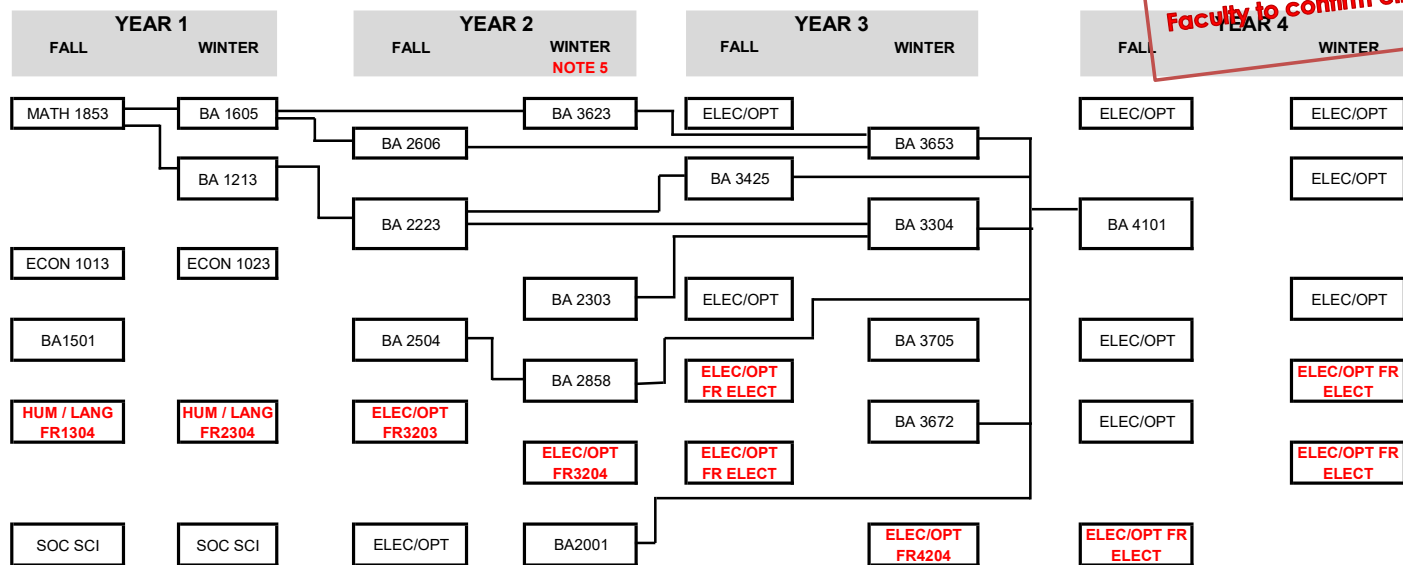 YEAR 1
YEAR 2
YEAR 3
YEAR 4
Faculty to confirm
FALL
WINTER
FALL
WINTER
FALL
WINTER
FALL
WINTER
NOTE 5
MATH 1853
BA 1605
BA 3623
ELEC/OPT
ELEC/OPT
ELEC/OPT
BA 2606
BA 3653
BA 1213
BA 3425
ELEC/OPT
BA 2223
BA 3304
BA 4101
ECON 1013
ECON 1023
BA 2303
ELEC/OPT
ELEC/OPT
BA1501
BA 2504
BA 3705
ELEC/OPT
BA 2858
ELEC/OPT
FR ELECT
ELEC/OPT FR
ELECT
HUM / LANG
FR1304
HUM / LANG
FR2304
ELEC/OPT
FR3203
BA 3672
ELEC/OPT
ELEC/OPT
FR3204
ELEC/OPT
FR ELECT
ELEC/OPT FR
ELECT
SOC SCI
SOC SCI
ELEC/OPT
BA2001
ELEC/OPT
FR4204
ELEC/OPT FR
ELECT